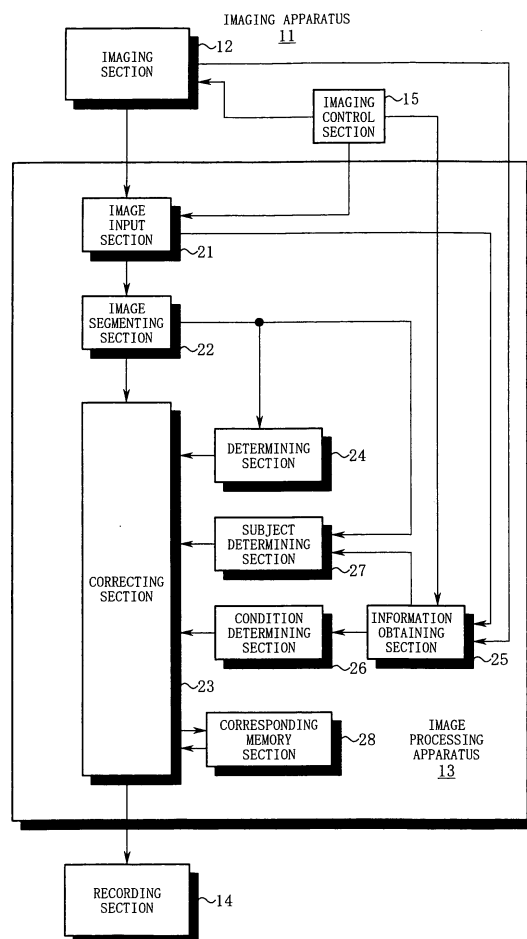 IMAGING APPARATUS
11
IMAGING
SECTION
12
IMAGING
CONTROL
SECTION
15
IMAGE
INPUT
SECTION
21
IMAGE
SEGMENTING
SECTION
22
DETERMINING
SECTION
24
SUBJECT
DETERMINING
SECTION
27
CORRECTING
SECTION
23
CONDITION
DETERMINING
SECTION
26
INFORMATION
OBTAINING
SECTION
25
CORRESPONDING
MEMORY
SECTION
28
IMAGE
PROCESSING
APPARATUS
13
RECORDING
SECTION
14